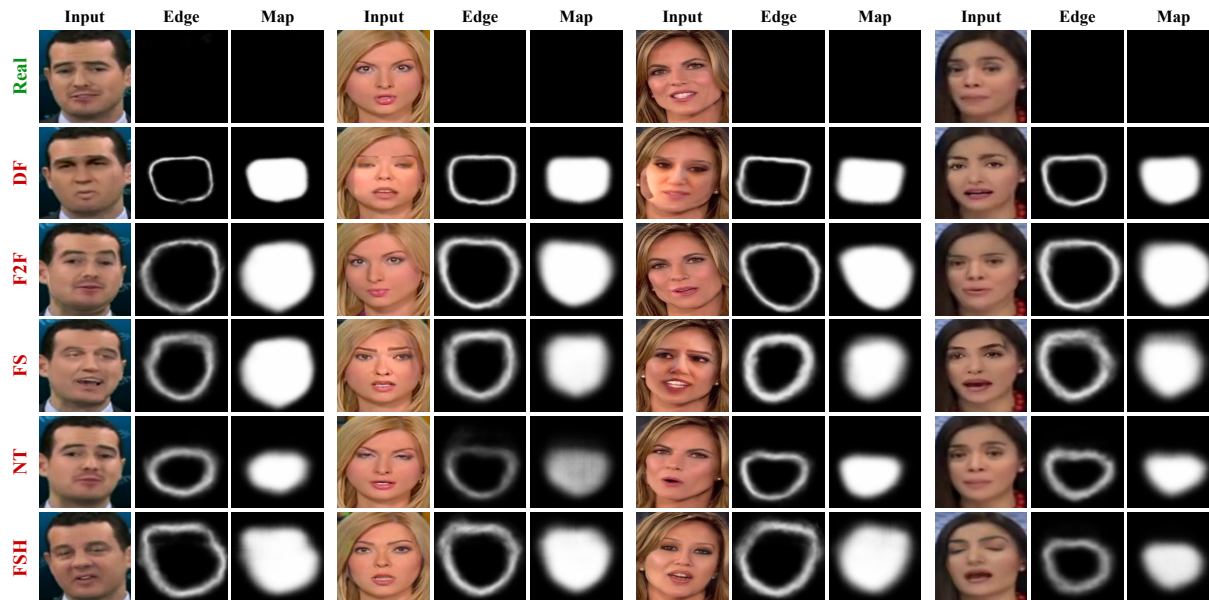 Input Edge Map Input Edge Map Input Edge Map Input Edge Map
Real
DF
F2F
FS
NT
FSH